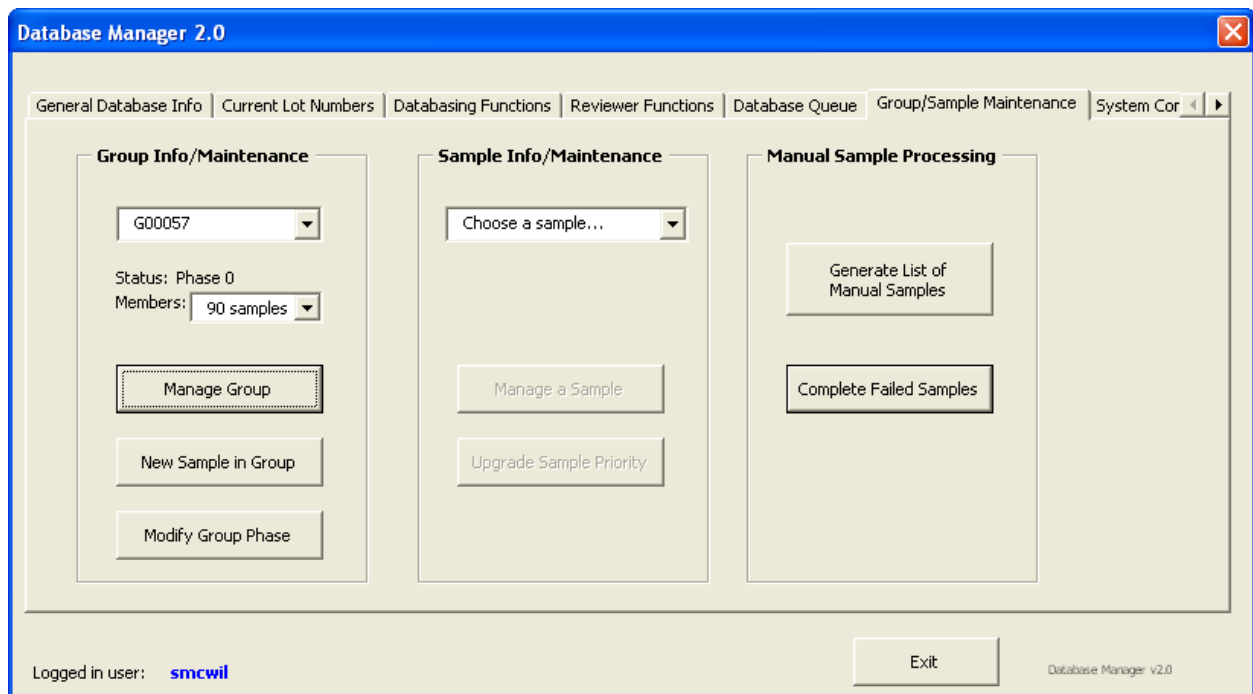 Database Manager 2.0
General Database Info Current Lot Numbers Databasing Functions Reviewer Functions Database Queue Group/Sample Maintenance System Cor
Group Info/Maintenance
G00057
Status: Phase 0
Members: 90 samples
Manage Group
New Sample in Group
Modify Group Phase
Sample Info/Maintenance
Choose a sample...
Manage a Sample
Upgrade Sample Priority
Manual Sample Processing
Generate List of
Manual Samples
Complete Failed Samples
Logged in user: smcwil
Exit
Database Manager v2.0